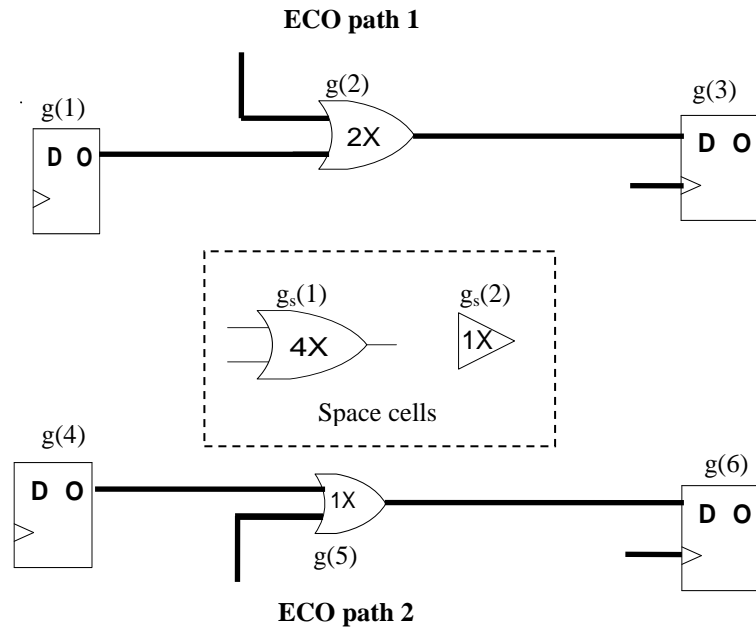 ECO path 1
g(2)
g(1)
g(3)
D O
2X
D O
gs(1)
gs(2)
4X
1X
Space cells
g(4)
g(6)
D O
1X
D O
g(5)
ECO path 2